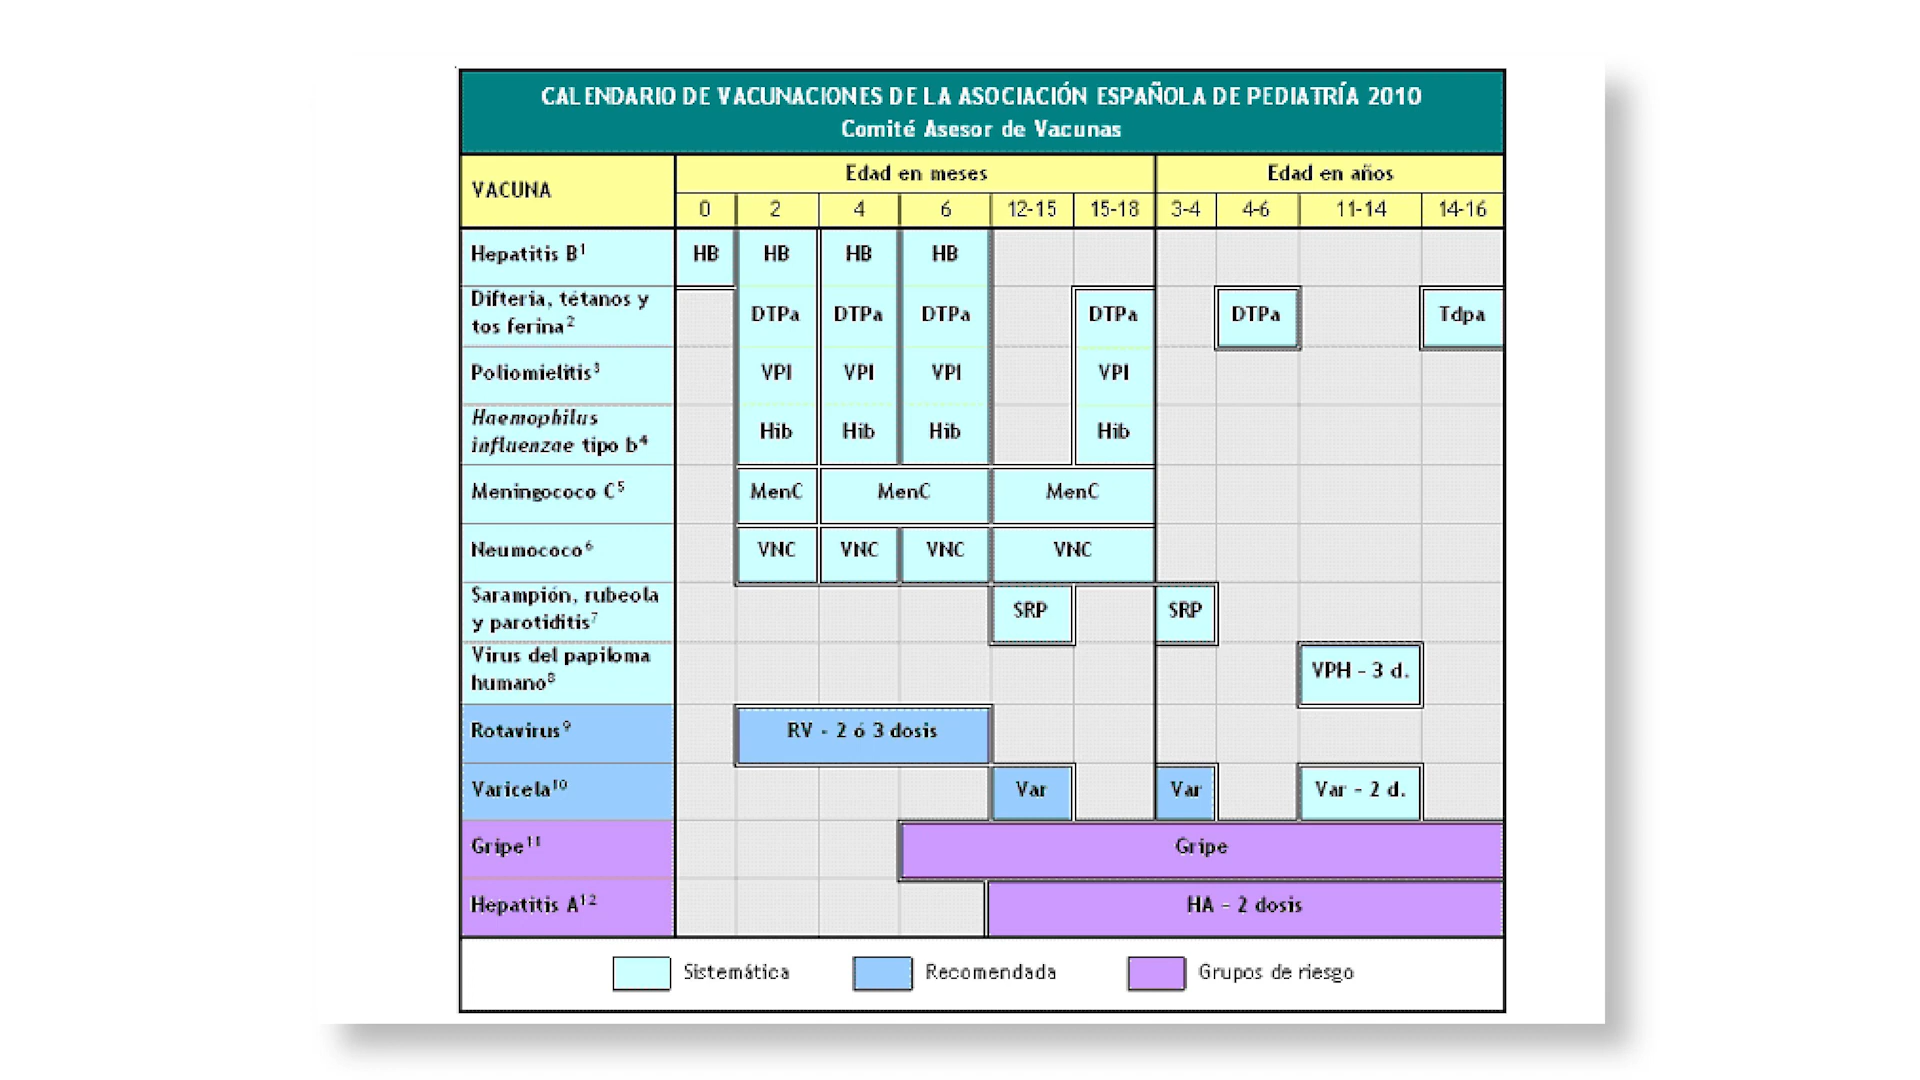 CALENDARIO DE VACUNACIONES DE LA ASOCIACIÓN ESPAÑOLA DE PEDIATRÍA 2010
Comité Asesor de Vacunas
VACUNA
Edad en meses
Edad en años
0 2 4 6 12-15 15-18 3-4 4-6 11-14 14-16
Hepatitis B¹ HB HB HB HB
Difteria, tétanos y
tos ferina² DTPa DTPa DTPa DTPa DTPa Tdpa
Poliomielitis³ VPI VPI VPI VPI
Haemophilus
influenzae tipo b⁴ Hib Hib Hib Hib
Meningococo C⁵ MenC MenC MenC
Neumococo⁶ VNC VNC VNC VNC
Sarampión, rubeola
y parotiditis⁷ SRP SRP
Virus del papiloma
humano⁸ VPH - 3 d.
Rotavirus⁹ RV - 2 ó 3 dosis
Varicela¹⁰ Var Var Var - 2 d.
Gripe¹¹ Gripe
Hepatitis A¹² HA - 2 dosis
Sistemática Recomendada Grupos de riesgo